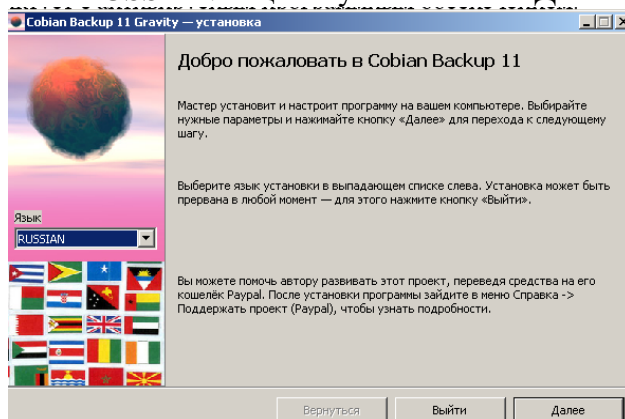 Cobian Backup 11 Gravity — установка
Добро пожаловать в Cobian Backup 11
Мастер установит и настроит программу на вашем компьютере. Выбирайте
нужные параметры и нажимайте кнопку «Далее» для перехода к следующему
шагу.
Выберите язык установки в выпадающем списке слева. Установка может быть
прервана в любой момент — для этого нажмите кнопку «Выйти».
Язык
RUSSIAN
Вы можете помочь автору развивать этот проект, переведя средства на его
кошелёк Paypal. После установки программы зайдите в меню Справка ->
Поддержать проект (Paypal), чтобы узнать подробности.
Вернуться
Выйти
Далее